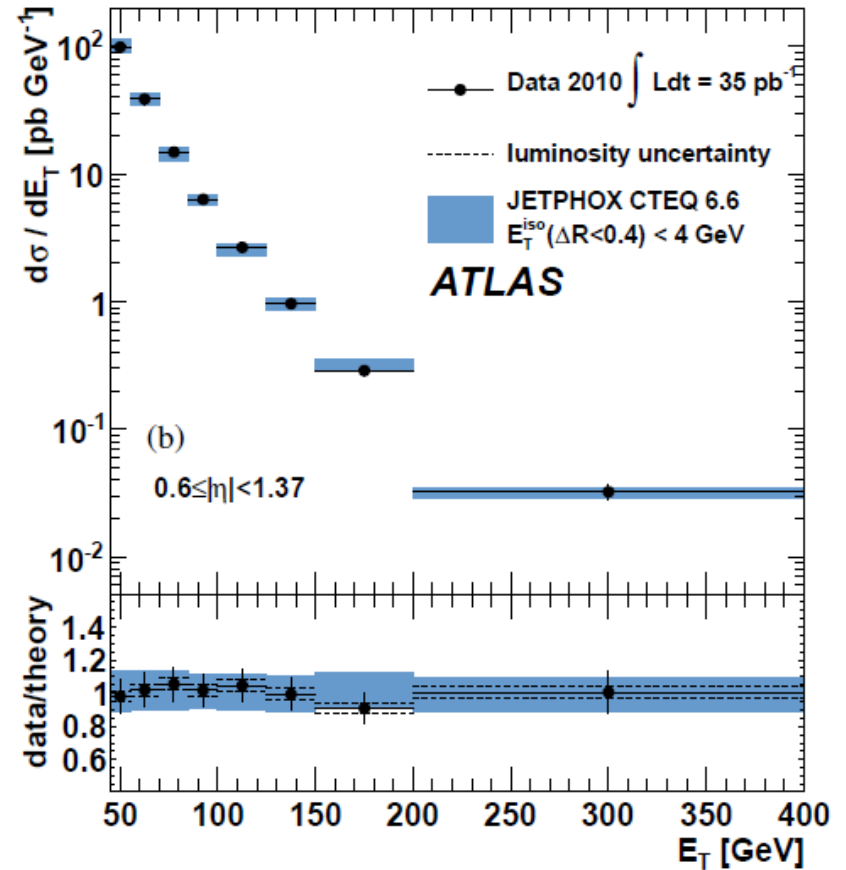 dσ / dE_T [pb GeV⁻¹]
10²
10
1
10⁻¹
10⁻²
Data 2010 ∫ Ldt = 35 pb⁻¹
luminosity uncertainty
JETPHOX CTEQ 6.6
E_T^iso(ΔR<0.4) < 4 GeV
ATLAS
(b)
0.6≤|η|<1.37
data/theory
1.4
1.2
1
0.8
0.6
50 100 150 200 250 300 350 400
E_T [GeV]